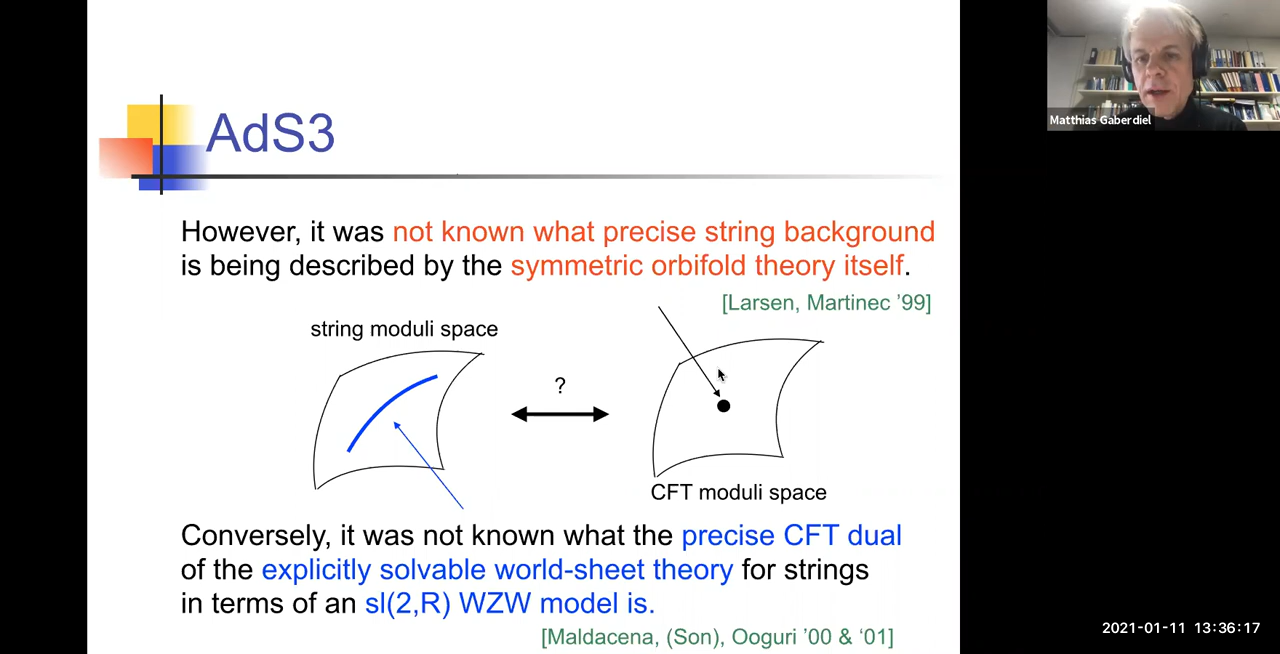 AdS3
However, it was not known what precise string background
is being described by the symmetric orbifold theory itself.
[Larsen, Martinec '99]
string moduli space
?
CFT moduli space
Conversely, it was not known what the precise CFT dual
of the explicitly solvable world-sheet theory for strings
in terms of an sl(2,R) WZW model is.
[Maldacena, (Son), Ooguri '00 & '01]
Matthias Gaberdiel
2021-01-11 13:36:17